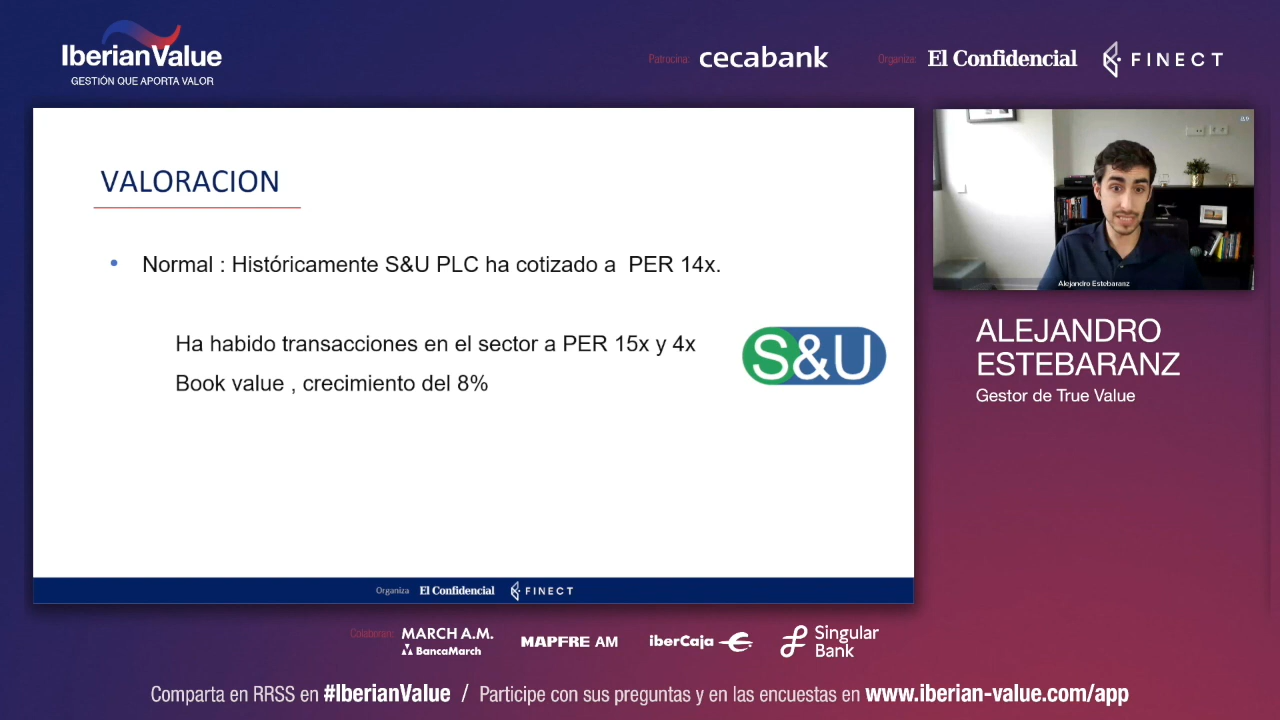 IberianValue
GESTIÓN QUE APORTA VALOR
Patrocina: cecabank
Organiza: El Confidencial FINECT
VALORACION
• Normal : Históricamente S&U PLC ha cotizado a PER 14x.
Ha habido transacciones en el sector a PER 15x y 4x
Book value , crecimiento del 8%
S&U
Organiza El Confidencial FINECT
Alejandro Estebaranz
ALEJANDRO
ESTEBARANZ
Gestor de True Value
Colaboran: MARCH A.M.
BancaMarch
MAPFRE AM
iberCaja
Singular
Bank
Comparta en RRSS en #IberianValue / Participe con sus preguntas y en las encuestas en www.iberian-value.com/app